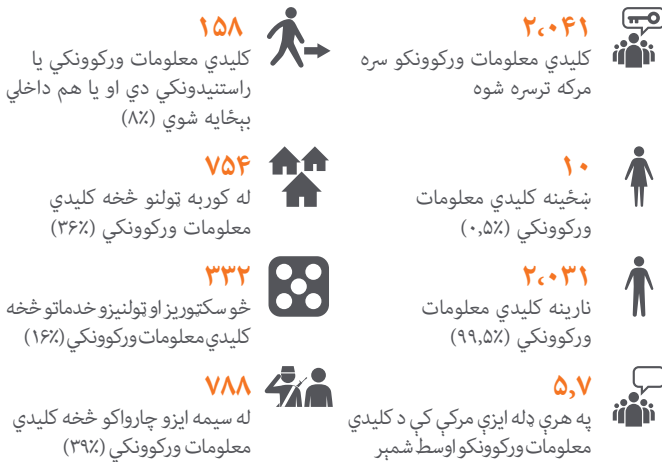 ۲,۰۴۱
کلیدي معلومات ورکوونکو سره
مرکه ترسره شوه
۱۰
ښځینه کلیدي معلومات
ورکوونکي (۰,۵٪)
۲,۰۳۱
نارینه کلیدي معلومات
ورکوونکي (۹۹,۵٪)
۵,۷
په هرې ډله ایزې مرکې کې د کلیدي
معلومات ورکوونکو اوسط شمېر
۱۵۸
کلیدي معلومات ورکوونکي یا
راستنیدونکي دي او یا هم داخلي
بېځایه شوي (۸٪)
۷۵۴
له کوربه ټولنو څخه کلیدي
معلومات ورکوونکي (۳۶٪)
۳۳۲
څو سکټوریز او ټولنیزو خدماتو څخه
کلیدي معلومات ورکوونکي (۱۶٪)
۷۸۸
له سیمه ایزو چارواکو څخه کلیدي
معلومات ورکوونکي (۳۹٪)